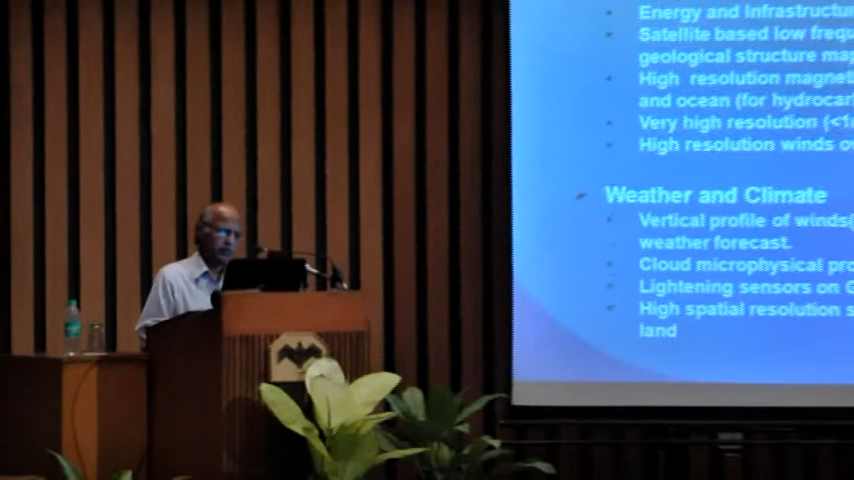 Energy and Infrastructur
Satellite based low frequ
geological structure map
High resolution magnet
and ocean (for hydrocar
Very high resolution (<1
High resolution winds o
Weather and Climate
Vertical profile of winds(
weather forecast.
Cloud microphysical pro
Lightening sensors on G
High spatial resolution s
land